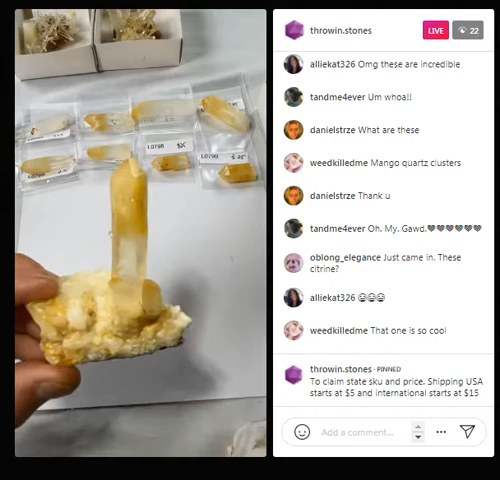 L0796
$25
L0799
L0798
$25
throwin.stones
LIVE
22
alliekat326 Omg these are incredible
tandme4ever Um whoa!!
danielstrze What are these
weedkilledme Mango quartz clusters
danielstrze Thank u
tandme4ever Oh. My. Gawd.🖤🖤🖤🖤🖤🖤🖤
oblong_elegance Just came in. These
citrine?
alliekat326 😂😂😂
weedkilledme That one is so cool
throwin.stones · PINNED
To claim state sku and price. Shipping USA
starts at $5 and international starts at $15
Add a comment...